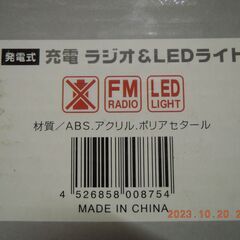 発電式 充電 ラジオ&LEDライト
FM RADIO
LED LIGHT
材質／ABS.アクリル.ポリアセタール
4 526858 008754
MADE IN CHINA
2023.10.20